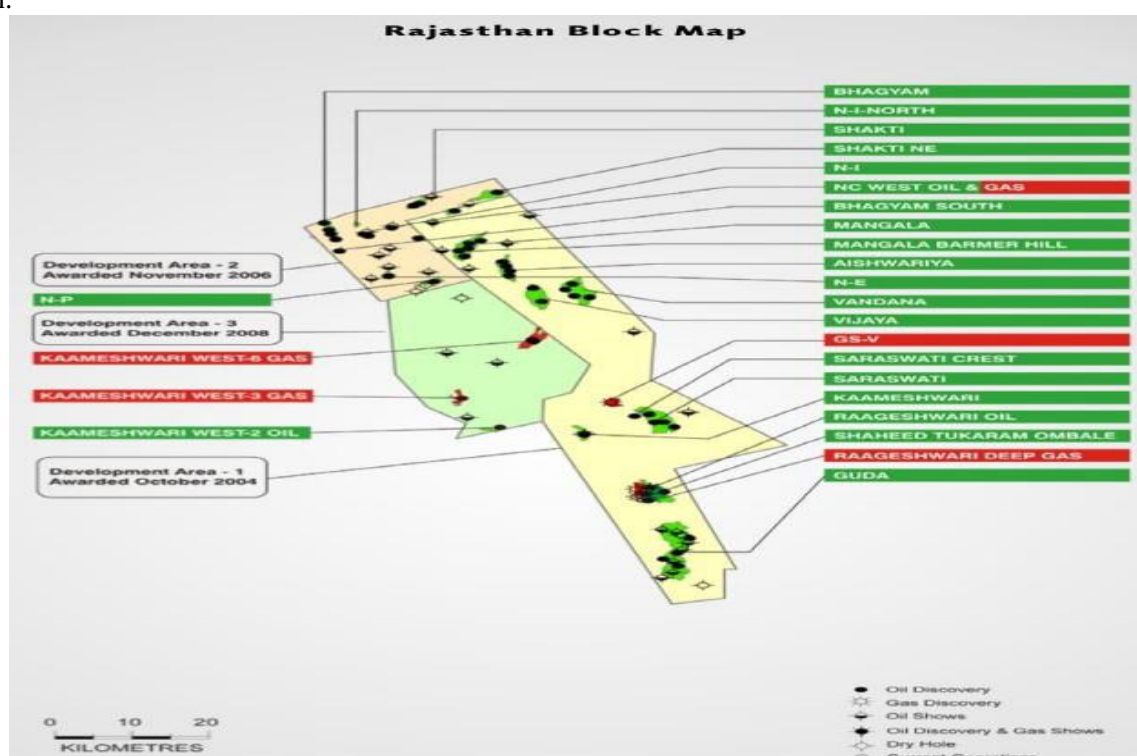 Rajasthan Block Map
BHAGYAM
N-I-NORTH
SHAKTI
SHAKTI NE
N-I
NC WEST OIL & GAS
BHAGYAM SOUTH
MANGALA
MANGALA BARMER HILL
AISHWARIYA
N-E
VANDANA
VIJAYA
GS-V
SARASWATI CREST
SARASWATI
KAAMESHWARI
RAAGESHWARI OIL
SHAHEED TUKARAM OMBALE
RAAGESHWARI DEEP GAS
GUDA
Development Area - 2
Awarded November 2006
N-P
Development Area - 3
Awarded December 2008
KAAMESHWARI WEST-6 GAS
KAAMESHWARI WEST-3 GAS
KAAMESHWARI WEST-2 OIL
Development Area - 1
Awarded October 2004
0 10 20
KILOMETRES
Oil Discovery
Gas Discovery
Oil Shows
Oil Discovery & Gas Shows
Dry Hole